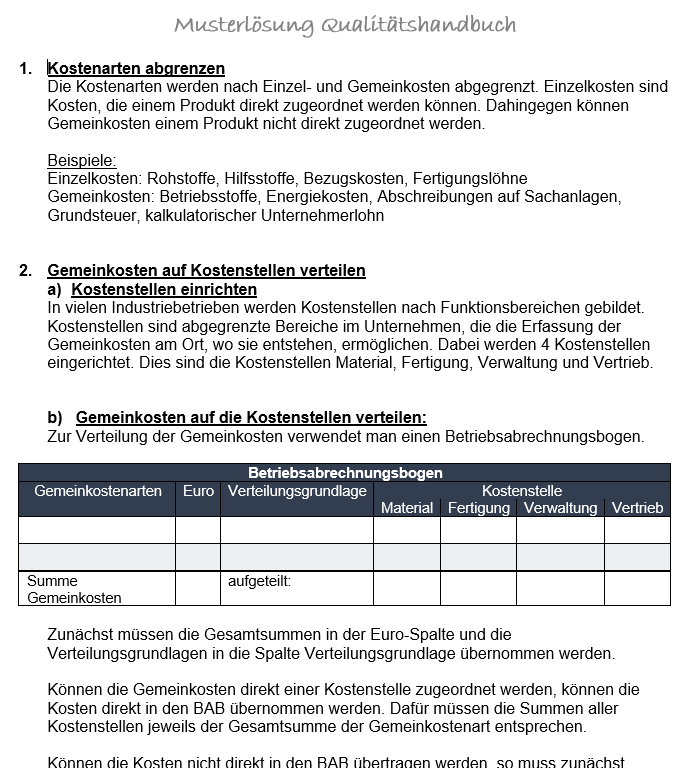 Musterlösung Qualitätshandbuch
1. Kostenarten abgrenzen
Die Kostenarten werden nach Einzel- und Gemeinkosten abgegrenzt. Einzelkosten sind
Kosten, die einem Produkt direkt zugeordnet werden können. Dahingegen können
Gemeinkosten einem Produkt nicht direkt zugeordnet werden.
Beispiele:
Einzelkosten: Rohstoffe, Hilfsstoffe, Bezugskosten, Fertigungslöhne
Gemeinkosten: Betriebsstoffe, Energiekosten, Abschreibungen auf Sachanlagen,
Grundsteuer, kalkulatorischer Unternehmerlohn
2. Gemeinkosten auf Kostenstellen verteilen
a) Kostenstellen einrichten
In vielen Industriebetrieben werden Kostenstellen nach Funktionsbereichen gebildet.
Kostenstellen sind abgegrenzte Bereiche im Unternehmen, die die Erfassung der
Gemeinkosten am Ort, wo sie entstehen, ermöglichen. Dabei werden 4 Kostenstellen
eingerichtet. Dies sind die Kostenstellen Material, Fertigung, Verwaltung und Vertrieb.
b) Gemeinkosten auf die Kostenstellen verteilen:
Zur Verteilung der Gemeinkosten verwendet man einen Betriebsabrechnungsbogen.
Betriebsabrechnungsbogen
Gemeinkostenarten Euro Verteilungsgrundlage Kostenstelle
Material Fertigung Verwaltung Vertrieb
Summe aufgeteilt:
Gemeinkosten
Zunächst müssen die Gesamtsummen in der Euro-Spalte und die
Verteilungsgrundlagen in die Spalte Verteilungsgrundlage übernommen werden.
Können die Gemeinkosten direkt einer Kostenstelle zugeordnet werden, können die
Kosten direkt in den BAB übernommen werden. Dafür müssen die Summen aller
Kostenstellen jeweils der Gesamtsumme der Gemeinkostenart entsprechen.
Können die Kosten nicht direkt in den BAB übertragen werden, so muss zunächst